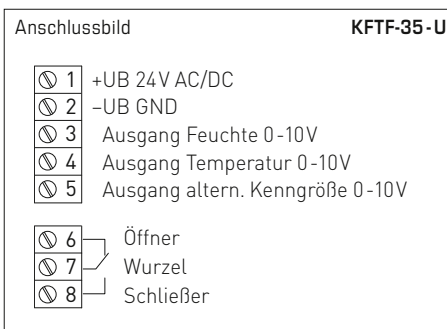 Anschlussbild KFTF-35-U
1 +UB 24V AC/DC
2 –UB GND
3 Ausgang Feuchte 0-10V
4 Ausgang Temperatur 0-10V
5 Ausgang altern. Kenngröße 0-10V
6 Öffner
7 Wurzel
8 Schließer